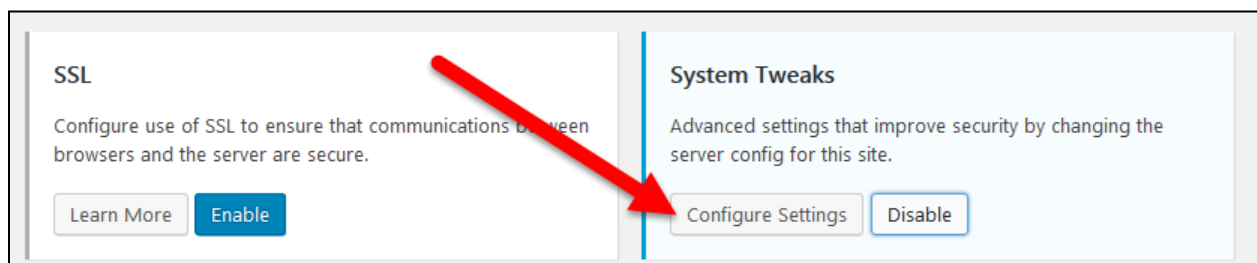 SSL
Configure use of SSL to ensure that communications between
browsers and the server are secure.
Learn More
Enable
System Tweaks
Advanced settings that improve security by changing the
server config for this site.
Configure Settings
Disable